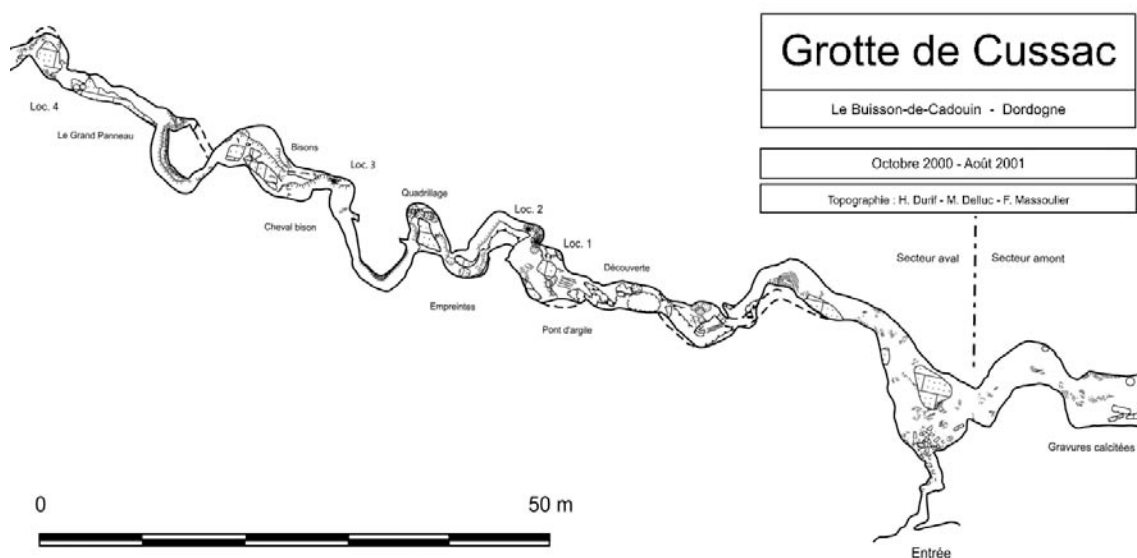 Grotte de Cussac
Le Buisson-de-Cadouin - Dordogne
Octobre 2000 - Août 2001
Topographie : H. Durif - M. Delluc - F. Massoulier
Secteur aval
Secteur amont
Loc. 4
Le Grand Panneau
Bisons
Loc. 3
Cheval bison
Quadrillage
Loc. 2
Loc. 1
Empreintes
Découverte
Pont d'argile
Gravures calcitées
Entrée
0
50 m